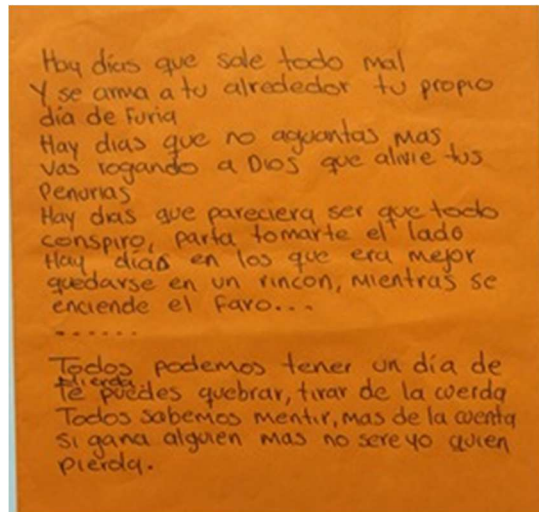 Hay días que sale todo mal
Y se arma a tu alrededor tu propio
día de Furia
Hay dias que no aguantas mas
Vas rogando a Dios que alivie tus
Penurias
Hay dias que pareciera ser que todo
conspiro, parta tomarte el lado
Hay días en los que era mejor
quedarse en un rincon, mientras se
enciende el Faro...
......
Todos podemos tener un día de
Mierda
Te puedes quebrar, tirar de la cuerda
Todos sabemos mentir, mas de la cuenta
Si gana alguien mas no sere yo quien
pierda.